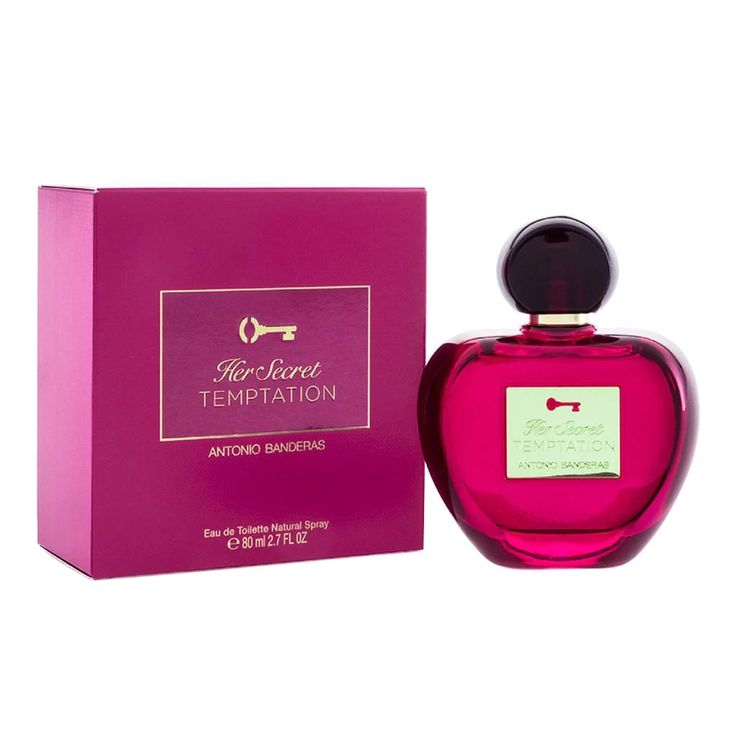 Her Secret
TEMPTATION
ANTONIO BANDERAS
Eau de Toilette Natural Spray
℮ 80 ml 2.7 FL OZ
Her Secret
TEMPTATION
ANTONIO BANDERAS